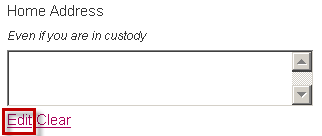 Home Address
Even if you are in custody
Edit Clear